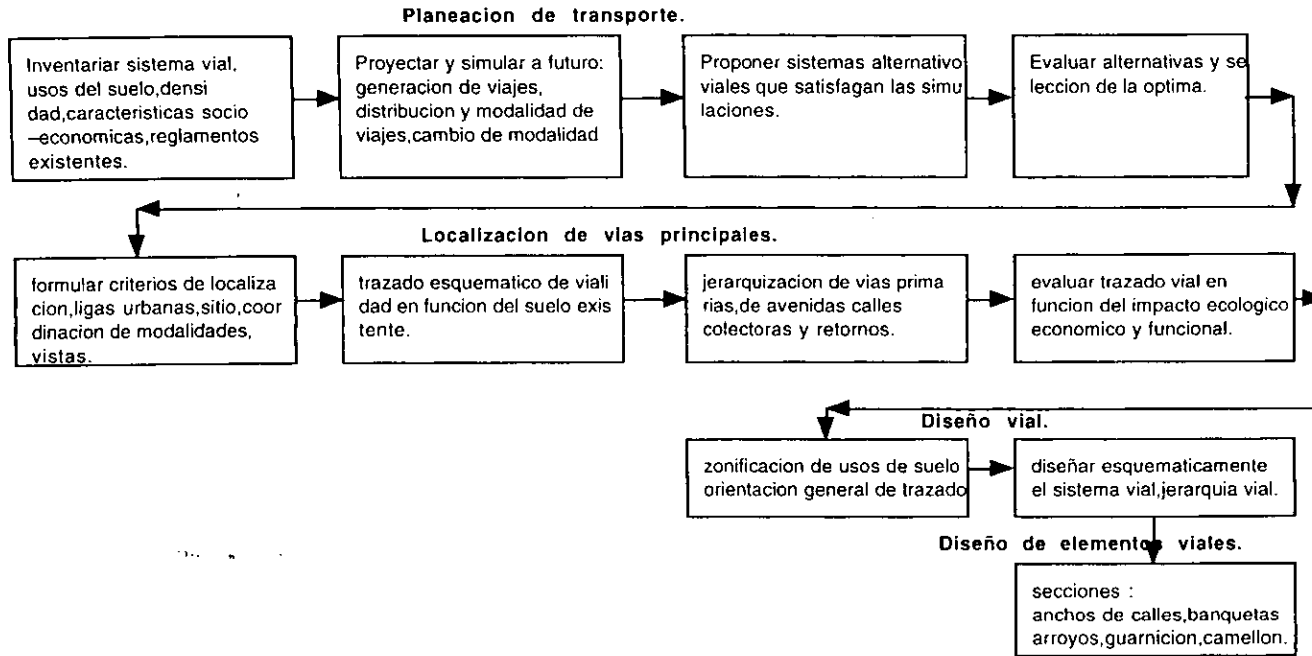 Planeacion de transporte.
Inventariar sistema vial,
usos del suelo,densi
dad,caracteristicas socio
–economicas,reglamentos
existentes.
Proyectar y simular a futuro:
generacion de viajes,
distribucion y modalidad de
viajes,cambio de modalidad
Proponer sistemas alternativo
viales que satisfagan las simu
laciones.
Evaluar alternativas y se
leccion de la optima.
Localizacion de vias principales.
formular criterios de localiza
cion,ligas urbanas,sitio,coor
dinacion de modalidades,
vistas.
trazado esquematico de viali
dad en funcion del suelo exis
tente.
jerarquizacion de vias prima
rias,de avenidas calles
colectoras y retornos.
evaluar trazado vial en
funcion del impacto ecologico
economico y funcional.
Diseño vial.
zonificacion de usos de suelo
orientacion general de trazado
diseñar esquematicamente
el sistema vial,jerarquia vial.
Diseño de elementos viales.
secciones :
anchos de calles,banquetas
arroyos,guarnicion,camellon.